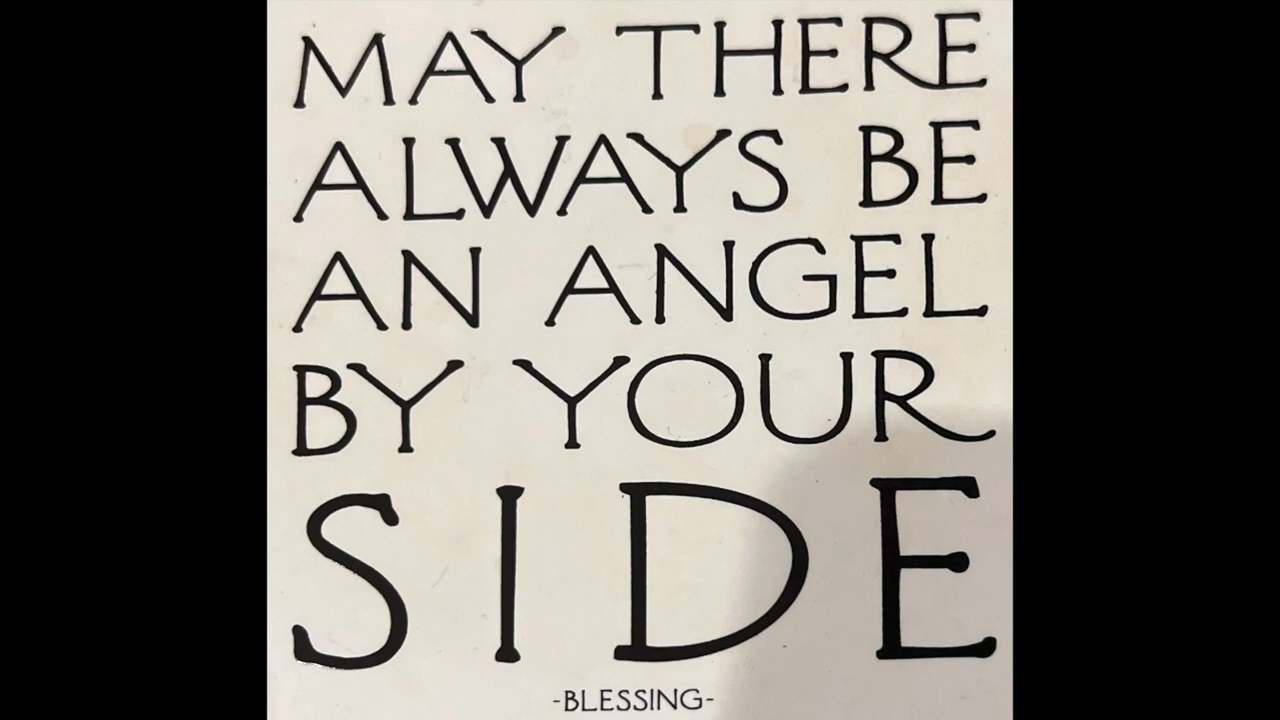 MAY THERE
ALWAYS BE
AN ANGEL
BY YOUR
SIDE
-BLESSING-